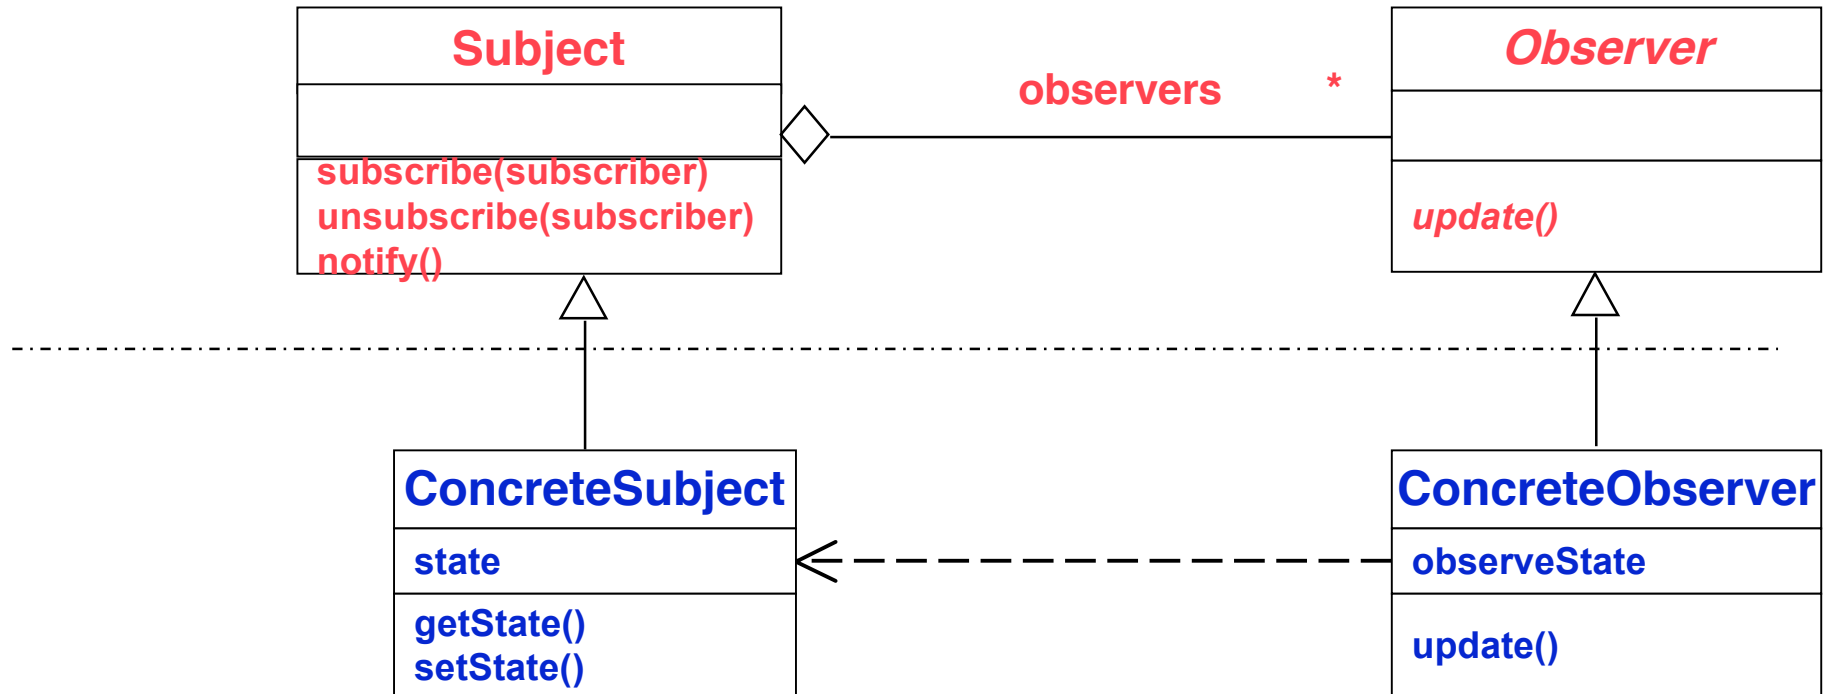 Subject
Observer
observers *
subscribe(subscriber)
unsubscribe(subscriber)
notify()
update()
ConcreteSubject
ConcreteObserver
state
observeState
getState()
setState()
update()